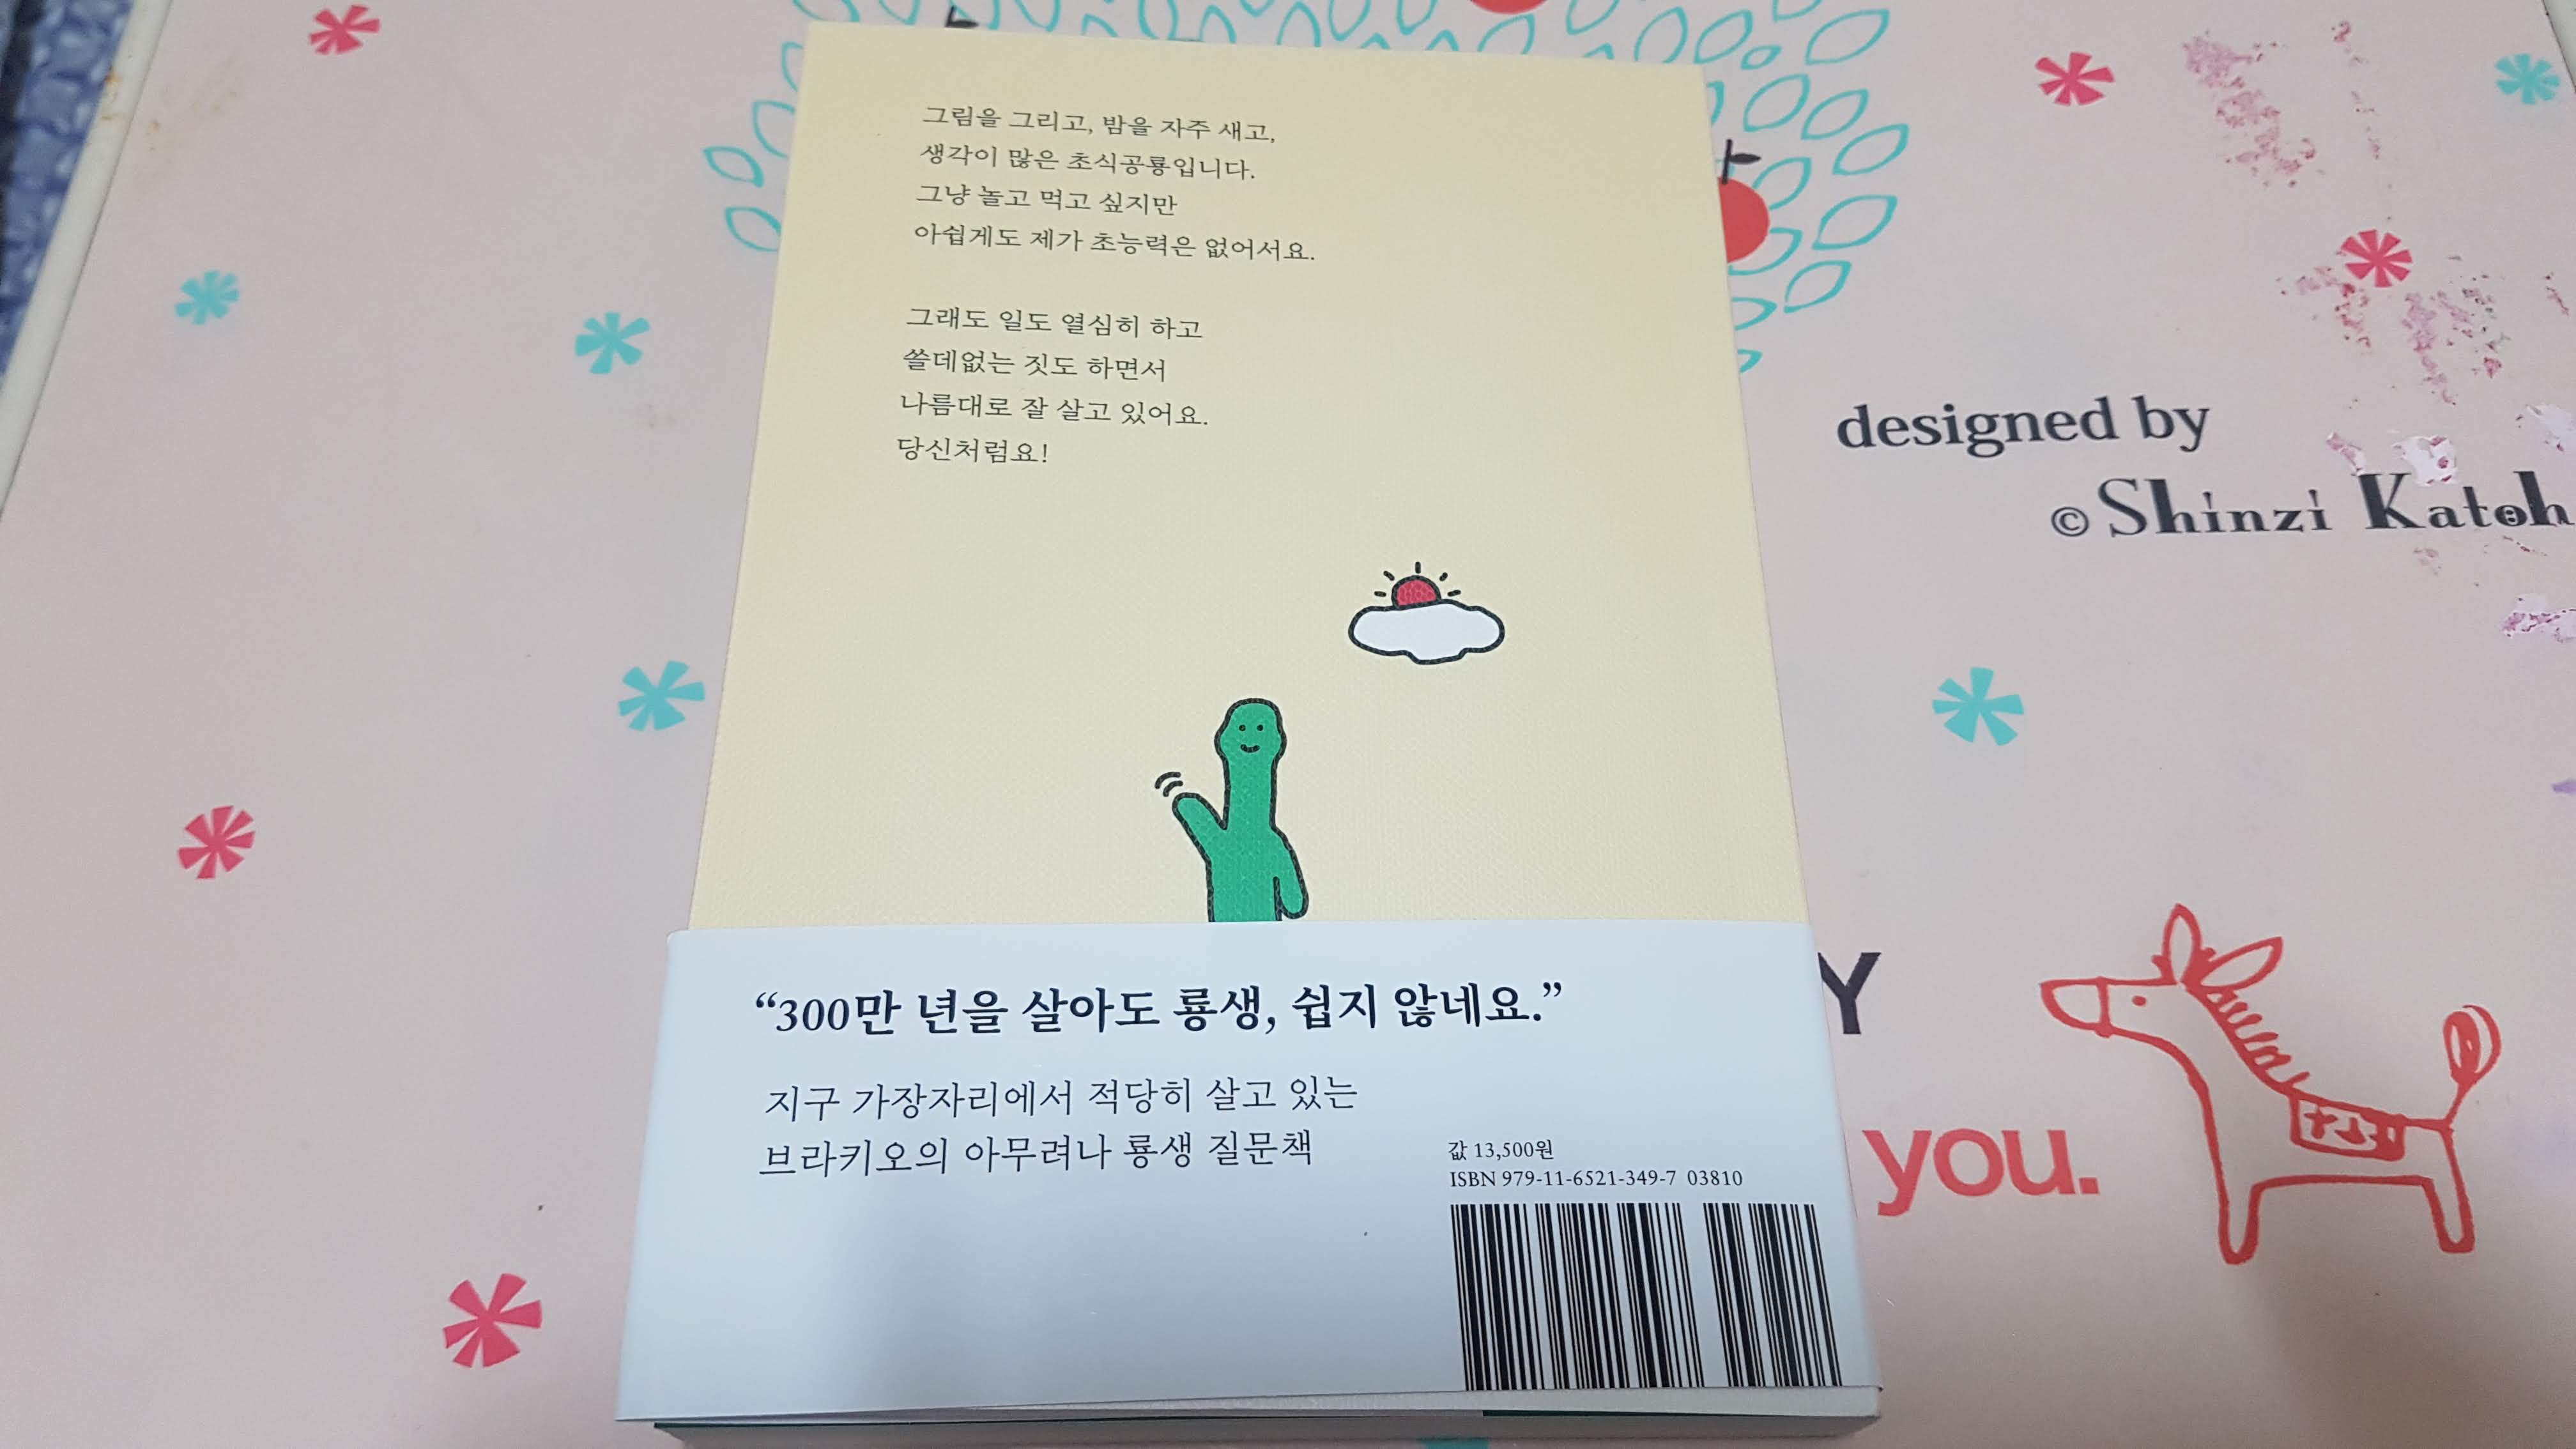 그림을 그리고, 밤을 자주 새고,
생각이 많은 초식공룡입니다.
그냥 놀고 먹고 싶지만
아쉽게도 제가 초능력은 없어서요.
그래도 일도 열심히 하고
쓸데없는 짓도 하면서
나름대로 잘 살고 있어요.
당신처럼요!
“300만 년을 살아도 룡생, 쉽지 않네요.”
지구 가장자리에서 적당히 살고 있는
브라키오의 아무려나 룡생 질문책
값 13,500원
ISBN 979-11-6521-349-7 03810
designed by
© Shinzi Katoh
Y
you.